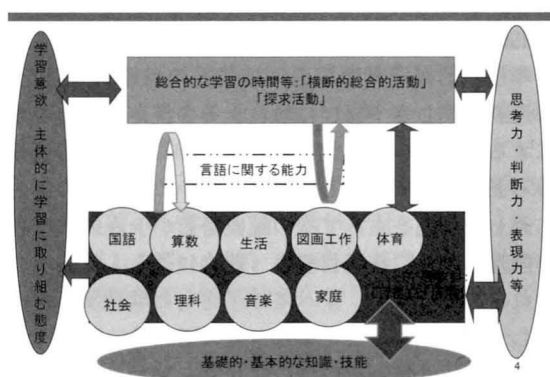 総合的な学習の時間等:「横断的総合的活動」
「探求活動」
学習意欲・主体的に学習に取り組む態度
思考力・判断力・表現力等
言語に関する能力
国語
算数
生活
図画工作
体育
社会
理科
音楽
家庭
基礎的・基本的な知識・技能
4